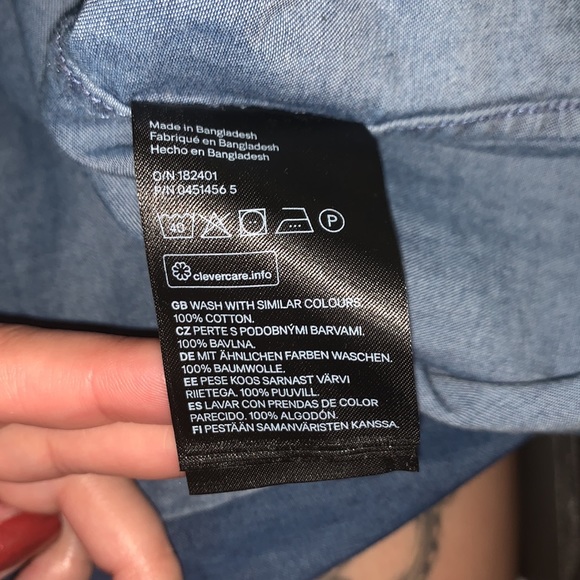 Made in Bangladesh
Fabriqué en Bangladesh
Hecho en Bangladesh
O/N 182401
P/N 0451456 5
40 P
clevercare.info
GB WASH WITH SIMILAR COLOURS.
100% COTTON.
CZ PERTE S PODOBNÝMI BARVAMI.
100% BAVLNA.
DE MIT ÄHNLICHEN FARBEN WASCHEN.
100% BAUMWOLLE.
EE PESE KOOS SARNAST VÄRVI
RIIETEGA. 100% PUUVILL.
ES LAVAR CON PRENDAS DE COLOR
PARECIDO. 100% ALGODÓN.
FI PESTÄÄN SAMANVÄRISTEN KANSSA.